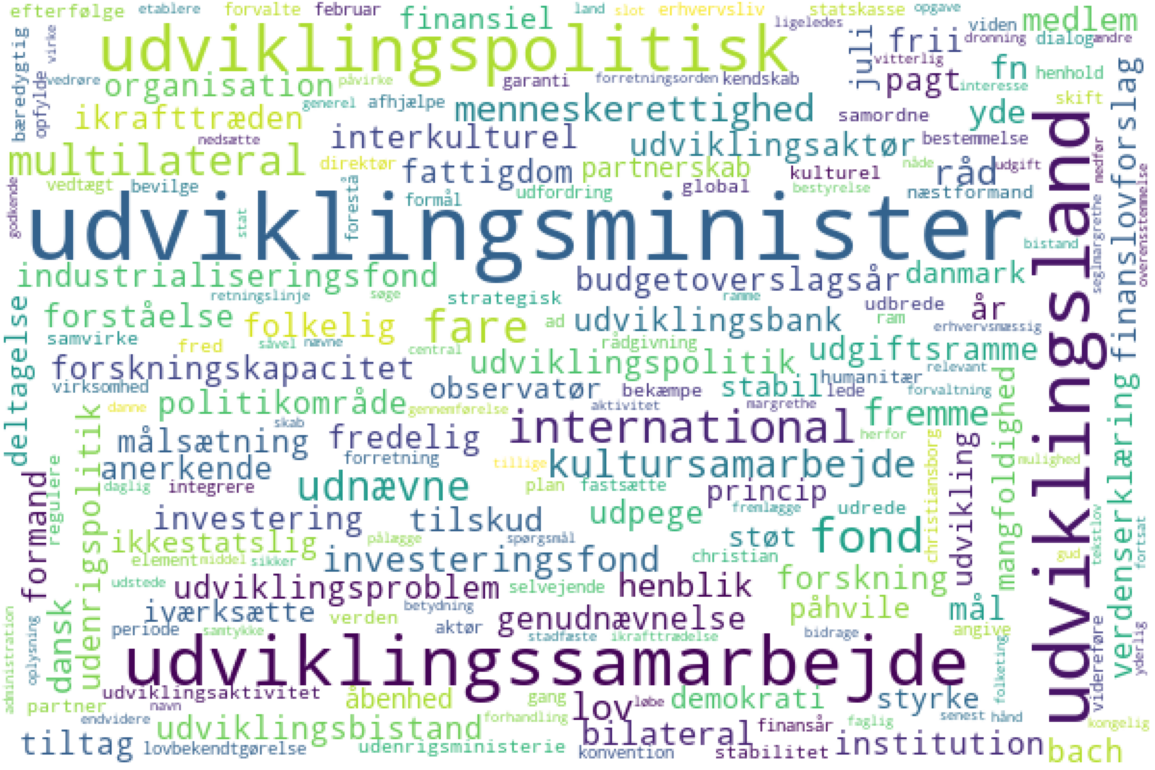 efterfølge etablere forvalte februar finansiel land slot erhvervsliv statskasse opgave medlem
bæredygtig virke udviklingspolitisk ligeledes juli frii viden dronning dialog ændre
vedrøre organisation påvirke garanti forretningsorden kendskab vitterlig pagt fn henhold
opfylde ikrafttræden generel afhjælpe menneskerettighed samordne interesse yde skift
nedsætte interkulturel udviklingsaktør bestemmelse
multilateral direktør fattigdom partnerskab kulturel nåde råd udgift medfør
godkende vedtægt bevilge forestå formål udfordring global bestyrelse næstformand
udviklingsminister stat bistand
udviklingsland finanslovforslag overensstemmelse seglmargrethe
industrialiseringsfond budgetoverslagsår danmark
retningslinje søge strategisk ramme udbrede år
deltagelse forståelse folkelig fare ad udviklingsbank ram erhvervsmæssig
samvirke fred såvel nævne rådgivning udgiftsramme
forskningskapacitet central udviklingspolitik relevant
virksomhed observatør bekæmpe stabil humanitær lede forvaltning
danne politikområde gennemførelse aktivitet margrethe fremme mangfoldighed
skab international herfor
målsætning fredelig
anerkende forretning tillige kultursamarbejde christiansborg udvikling mulighed
formand regulere udenrigspolitik daglig integrere udnævne plan fastsætte princip verdenserklæring
investering tilskud udpege fremlægge udrede
ikkestatslig pålægge spørgsmål støt fond tekstlov fortsat
element middel sikker investeringsfond christian gud
udstede udviklingsproblem selvejende henblik forskning
iværksætte betydning genudnævnelse påhvile mål
dansk periode samtykke verden aktør stadfæste ikrafttrædelse bidrage angive
administration oplysning udviklingssamarbejde folketing videreføre yderlig
udviklingsaktivitet åbenhed gang demokrati styrke
partner navn lov løbe
endvidere udviklingsbistand forhandling bilateral finansår faglig senest hånd kongelig
tiltag lovbekendtgørelse udenrigsministerie konvention stabilitet institution bach